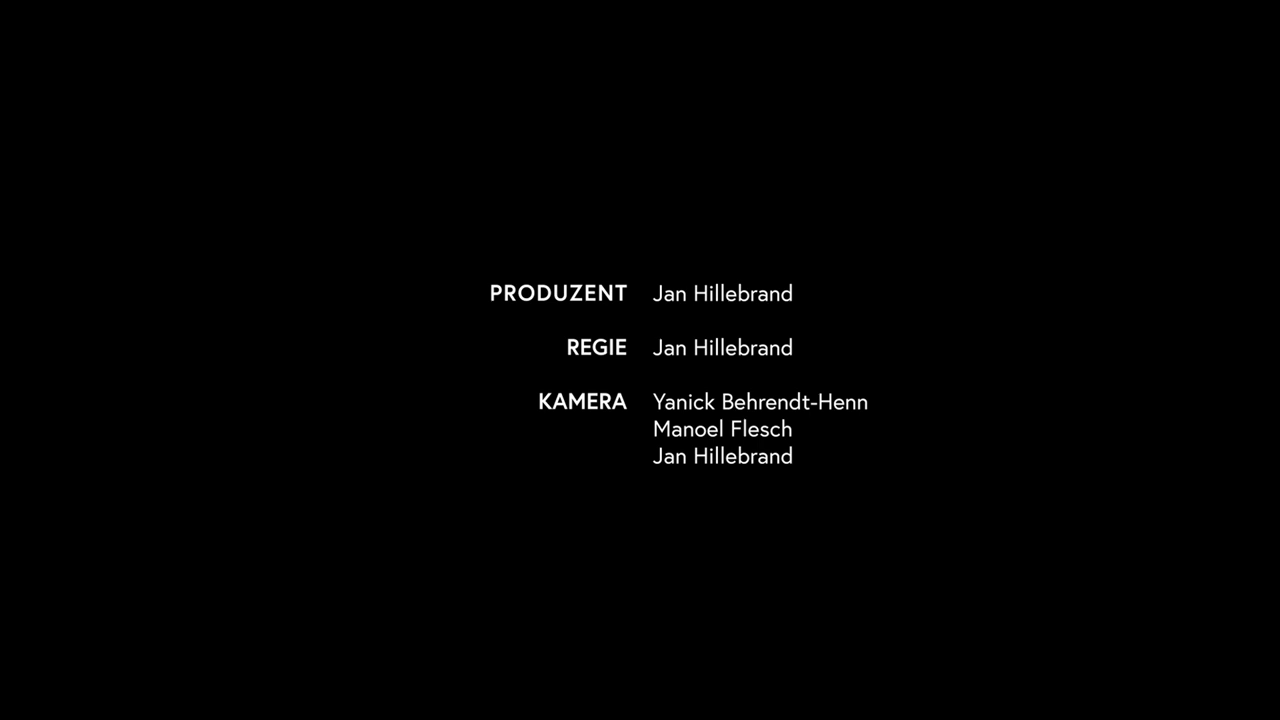 PRODUZENT Jan Hillebrand
REGIE Jan Hillebrand
KAMERA Yanick Behrendt-Henn
Manoel Flesch
Jan Hillebrand